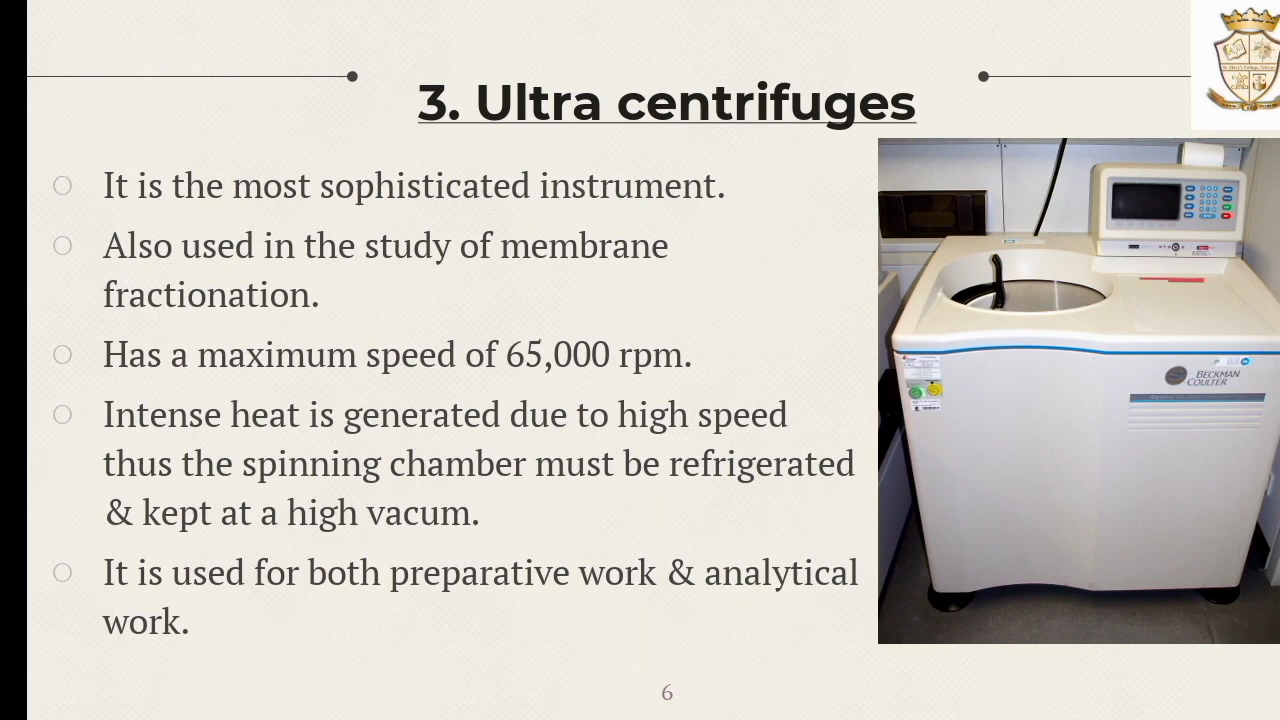 3. Ultra centrifuges
It is the most sophisticated instrument.
Also used in the study of membrane
fractionation.
Has a maximum speed of 65,000 rpm.
Intense heat is generated due to high speed
thus the spinning chamber must be refrigerated
& kept at a high vacum.
It is used for both preparative work & analytical
work.
BECKMAN
COULTER
6